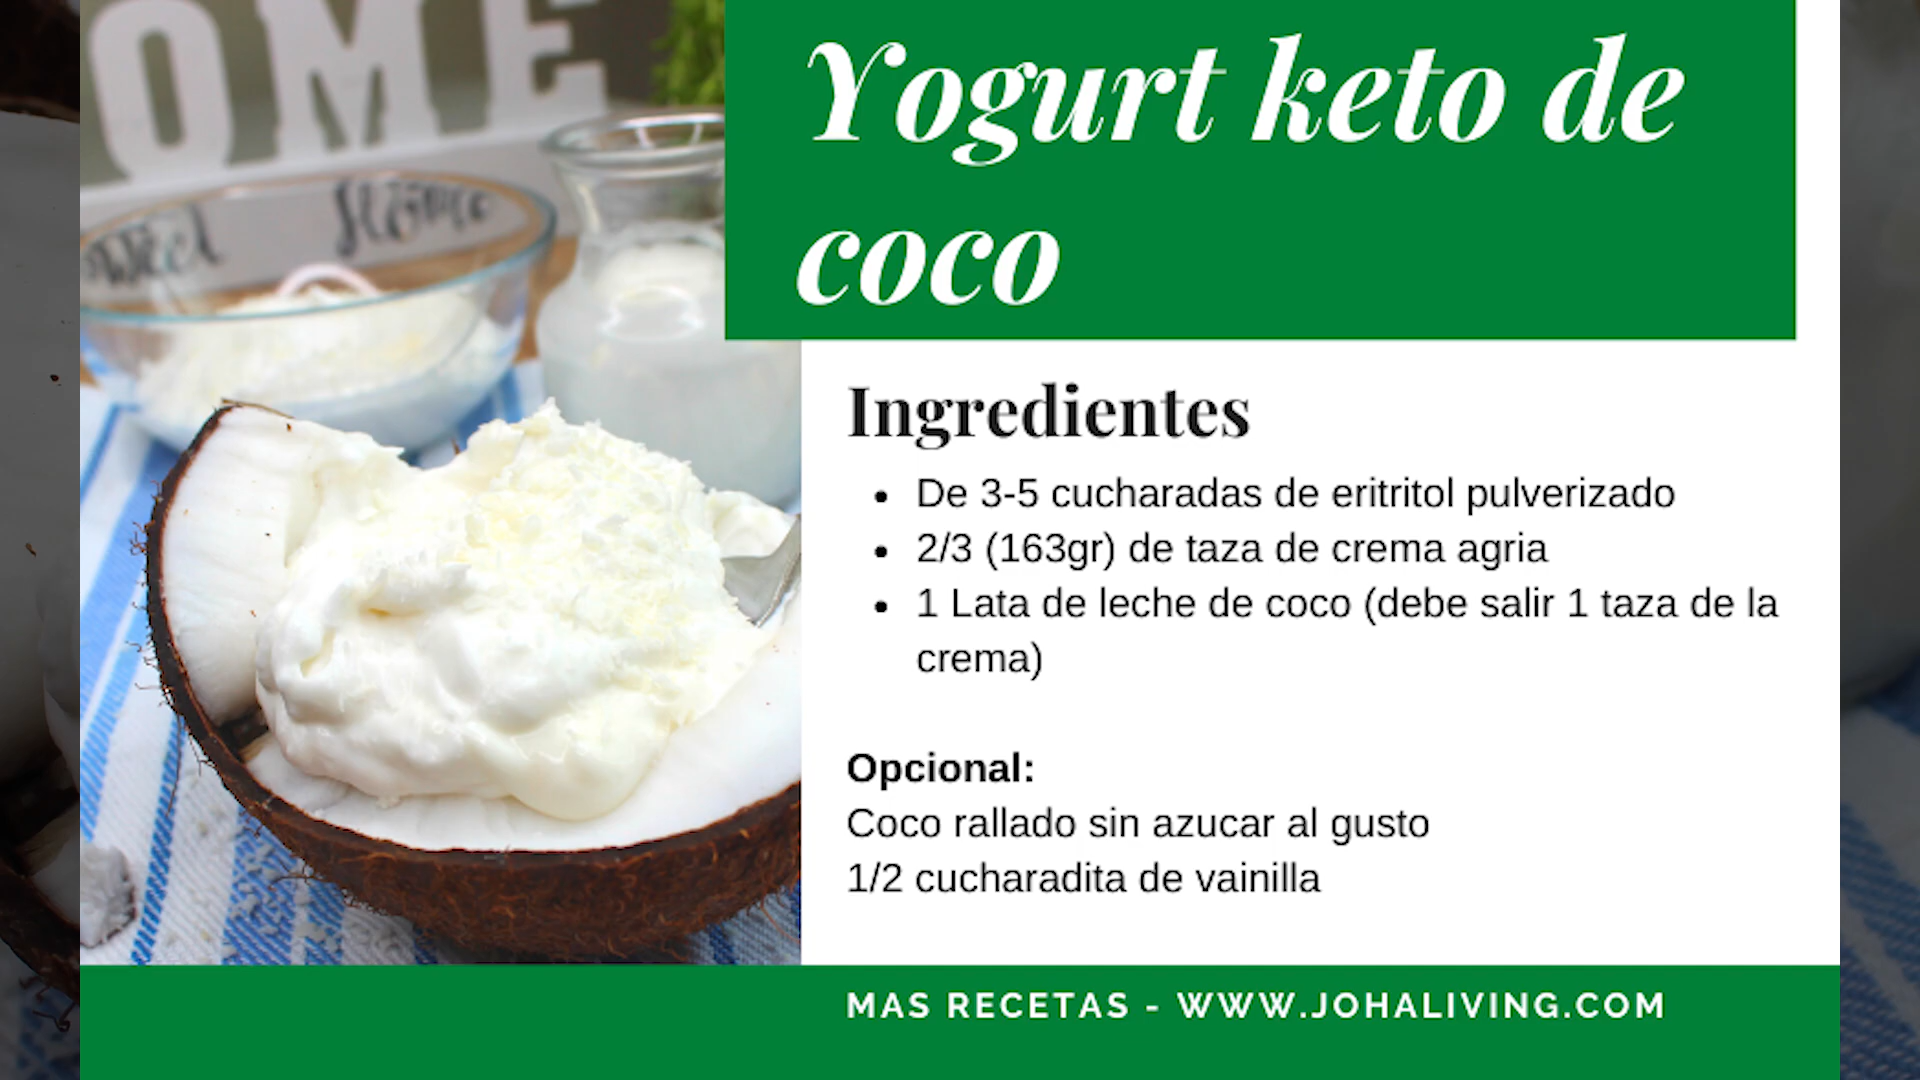 OME
Yogurt keto de
coco
Ingredientes
De 3-5 cucharadas de eritritol pulverizado
2/3 (163gr) de taza de crema agria
1 Lata de leche de coco (debe salir 1 taza de la
crema)
Opcional:
Coco rallado sin azucar al gusto
1/2 cucharadita de vainilla
MAS RECETAS - WWW.JOHALIVING.COM